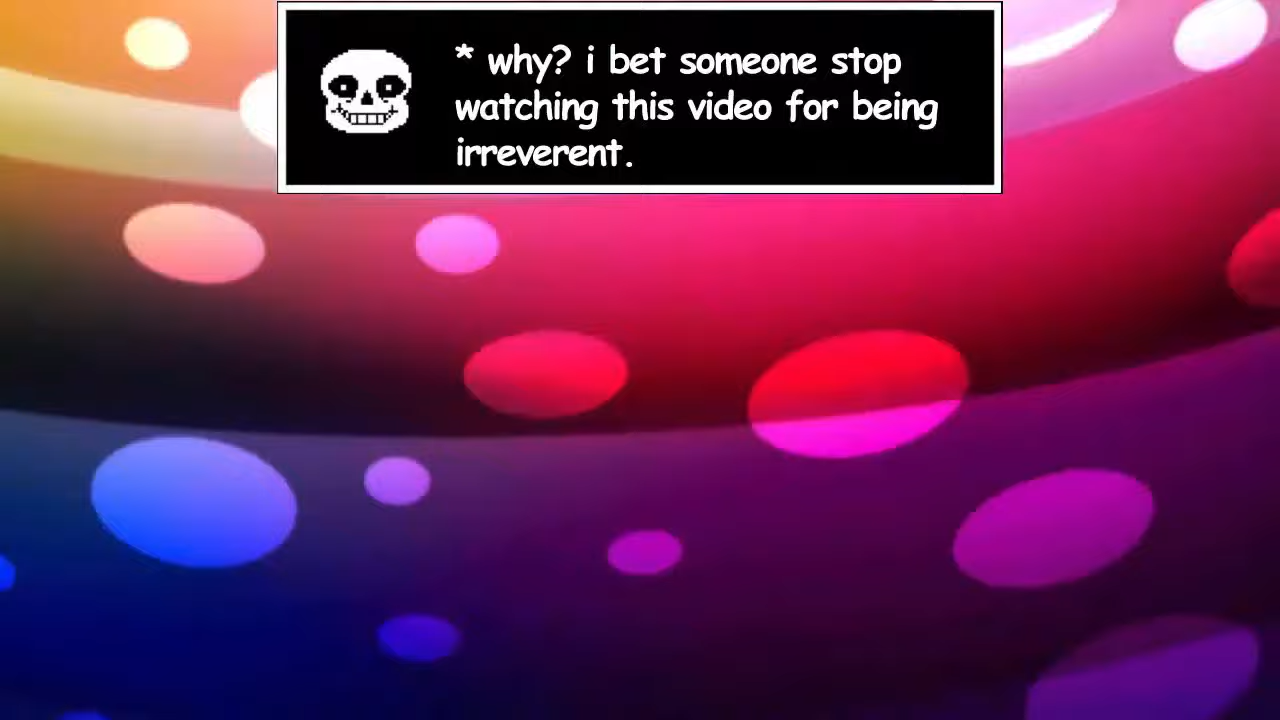 * why? i bet someone stop
watching this video for being
irreverent.